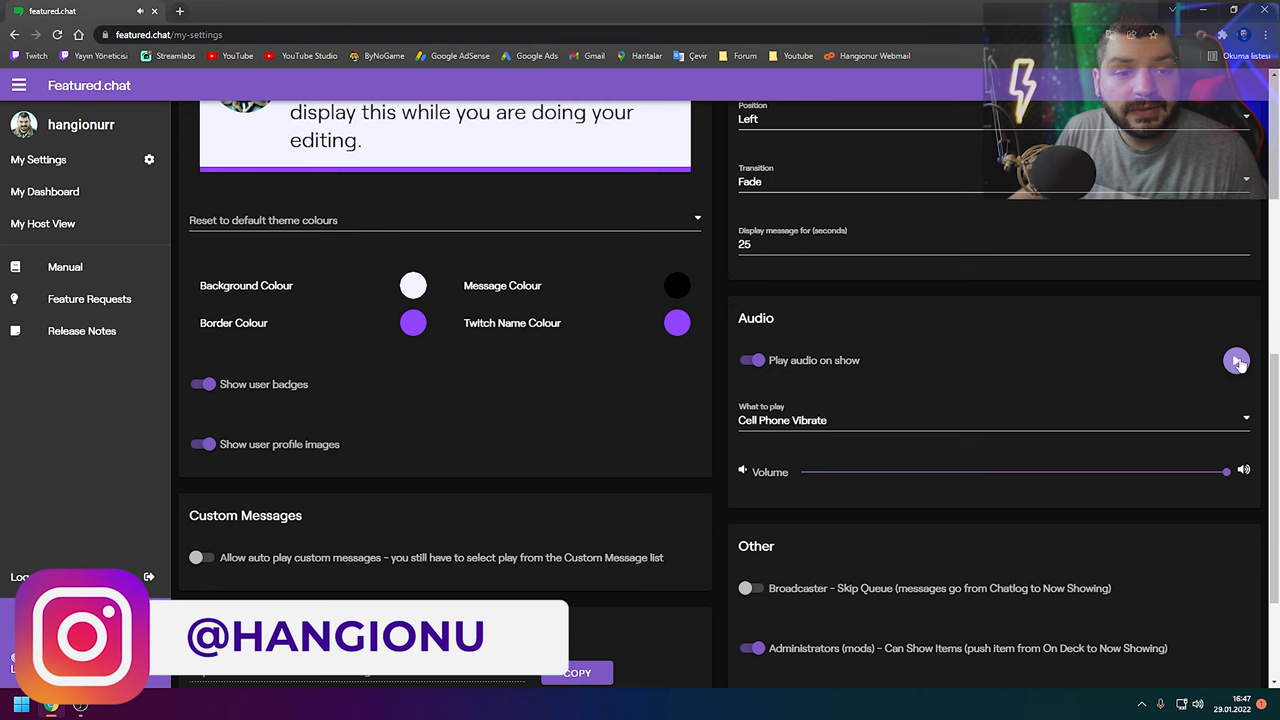 featured.chat
featured.chat/my-settings
Twitch
Yayın Yöneticisi
Streamlabs
YouTube
YouTube Studio
ByNoGame
Google AdSense
Google Ads
Gmail
Haritalar
Çevir
Forum
Youtube
Hangionur Webmail
Okuma listesi
Featured.chat
hangionurr
My Settings
My Dashboard
My Host View
Manual
Feature Requests
Release Notes
display this while you are doing your
editing.
Reset to default theme colours
Background Colour
Message Colour
Border Colour
Twitch Name Colour
Show user badges
Show user profile images
Custom Messages
Allow auto play custom messages - you still have to select play from the Custom Message list
COPY
Position
Left
Transition
Fade
Display message for (seconds)
25
Audio
Play audio on show
What to play
Cell Phone Vibrate
Volume
Other
Broadcaster - Skip Queue (messages go from Chatlog to Now Showing)
Administrators (mods) - Can Show Items (push item from On Deck to Now Showing)
@HANGIONU
16:47
29.01.2022